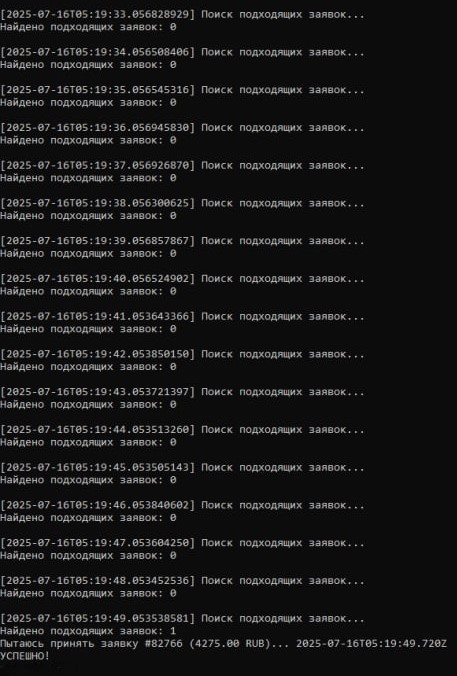 [2025-07-16T05:19:33.056828929] Поиск подходящих заявок...
Найдено подходящих заявок: 0
[2025-07-16T05:19:34.056508406] Поиск подходящих заявок...
Найдено подходящих заявок: 0
[2025-07-16T05:19:35.056545316] Поиск подходящих заявок...
Найдено подходящих заявок: 0
[2025-07-16T05:19:36.056945830] Поиск подходящих заявок...
Найдено подходящих заявок: 0
[2025-07-16T05:19:37.056926870] Поиск подходящих заявок...
Найдено подходящих заявок: 0
[2025-07-16T05:19:38.056300625] Поиск подходящих заявок...
Найдено подходящих заявок: 0
[2025-07-16T05:19:39.056857867] Поиск подходящих заявок...
Найдено подходящих заявок: 0
[2025-07-16T05:19:40.056524902] Поиск подходящих заявок...
Найдено подходящих заявок: 0
[2025-07-16T05:19:41.053643366] Поиск подходящих заявок...
Найдено подходящих заявок: 0
[2025-07-16T05:19:42.053850150] Поиск подходящих заявок...
Найдено подходящих заявок: 0
[2025-07-16T05:19:43.053721397] Поиск подходящих заявок...
Найдено подходящих заявок: 0
[2025-07-16T05:19:44.053513260] Поиск подходящих заявок...
Найдено подходящих заявок: 0
[2025-07-16T05:19:45.053505143] Поиск подходящих заявок...
Найдено подходящих заявок: 0
[2025-07-16T05:19:46.053840602] Поиск подходящих заявок...
Найдено подходящих заявок: 0
[2025-07-16T05:19:47.053604250] Поиск подходящих заявок...
Найдено подходящих заявок: 0
[2025-07-16T05:19:48.053452536] Поиск подходящих заявок...
Найдено подходящих заявок: 0
[2025-07-16T05:19:49.053538581] Поиск подходящих заявок...
Найдено подходящих заявок: 1
Пытаюсь принять заявку #82766 (4275.00 RUB)... 2025-07-16T05:19:49.720Z
УСПЕШНО!